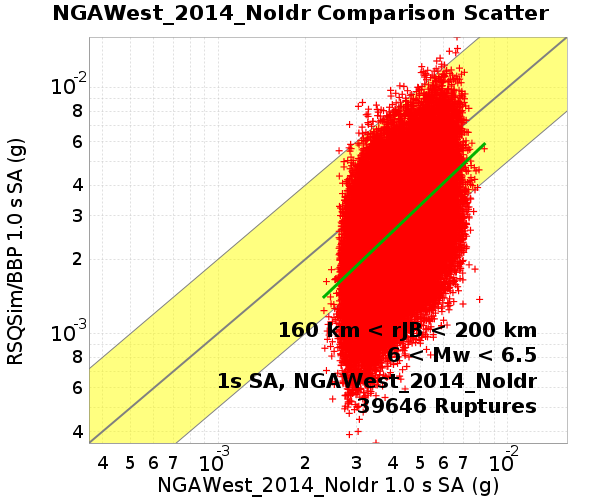 NGAWest_2014_NoIdr Comparison Scatter
RSQSim/BBP 1.0 s SA (g)
10-2
8
6
4
3
2
10-3
8
6
4
160 km < rJB < 200 km
6 < Mw < 6.5
1s SA, NGAWest_2014_NoIdr
39646 Ruptures
4 5 6 7 10-3 2 3 4 5 6 7 10-2
NGAWest_2014_NoIdr 1.0 s SA (g)